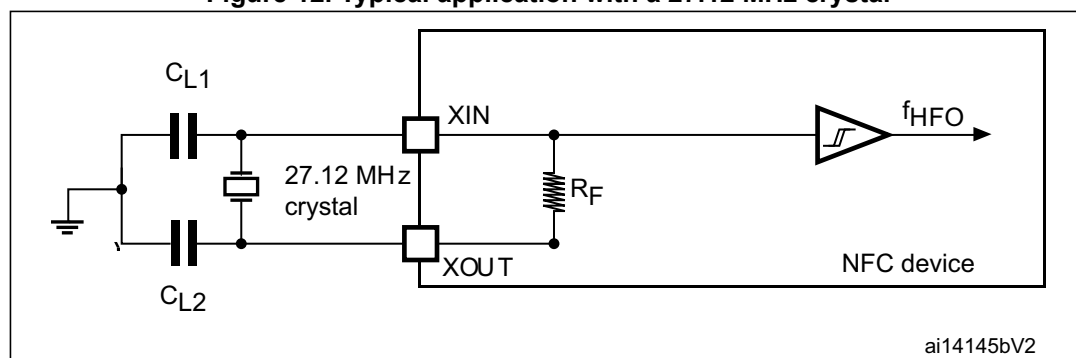 Figure 12. Typical application with a 27.12 MHz crystal
CL1
XIN
fHFO
27.12 MHz
crystal
RF
XOUT
NFC device
CL2
ai14145bV2